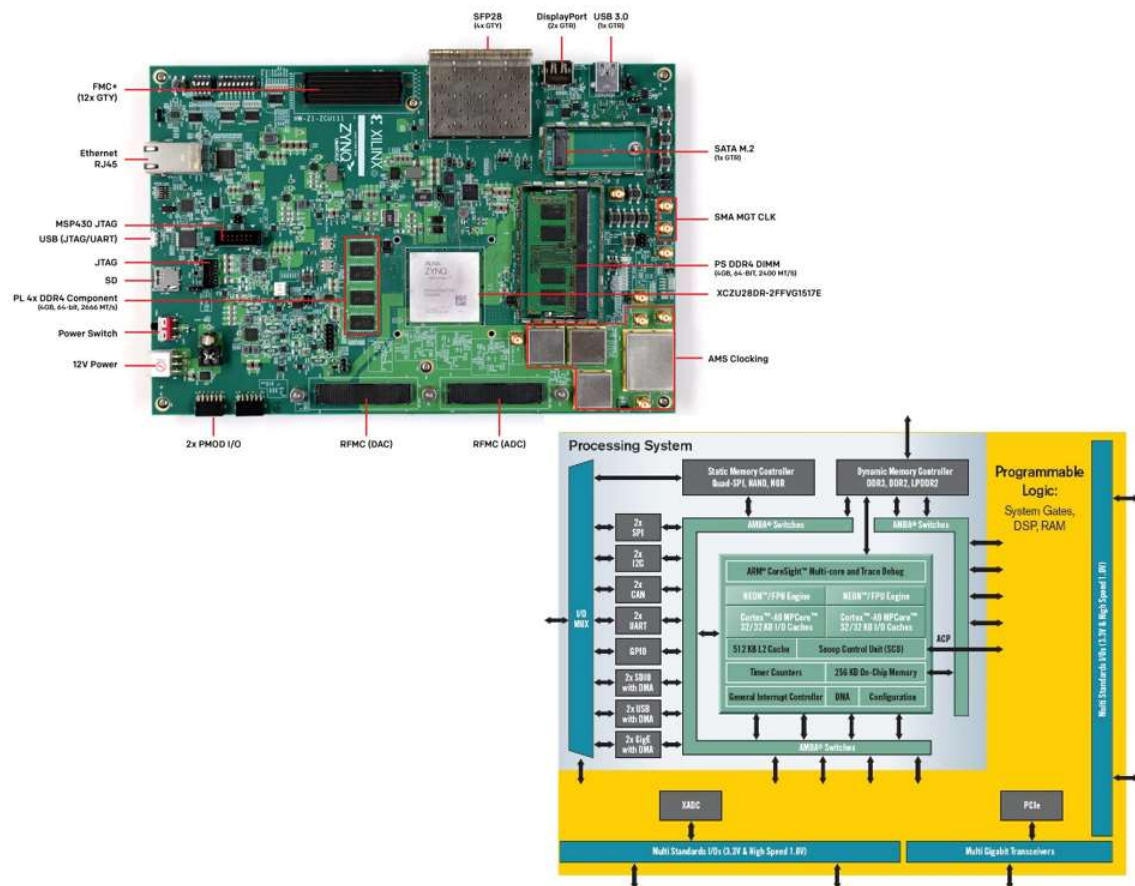 SFP28
(4x GTY)
DisplayPort
(2x GTR)
USB 3.0
(1x GTR)
FMC+
(12x GTY)
HW-Z1-ZCU111
XILINX
ZYNQ
Ethernet
RJ45
SATA M.2
(1x GTR)
MSP430 JTAG
USB (JTAG/UART)
SMA MGT CLK
JTAG
SD
PS DDR4 DIMM
(4GB, 64-BIT, 2400 MT/S)
ZYNQ
PL 4x DDR4 Component
(4GB, 64-bit, 2666 MT/s)
XCZU28DR-2FFVG1517E
Power Switch
12V Power
AMS Clocking
2x PMOD I/O
RFMC (DAC)
RFMC (ADC)
Processing System
Static Memory Controller
Quad-SPI, NAND, NOR
Dynamic Memory Controller
DDR3, DDR2, LPDDR2
Programmable
Logic:
System Gates,
DSP, RAM
AMBA® Switches
AMBA® Switches
2x
SPI
2x
I2C
2x
CAN
2x
UART
GPIO
2x SDIO
with DMA
2x USB
with DMA
2x GigE
with DMA
I/O
MUX
ARM® CoreSight™ Multi-core and Trace Debug
NEON™/FPU Engine
NEON™/FPU Engine
Cortex™-A9 MPCore™
32/32 KB I/D Caches
Cortex™-A9 MPCore™
32/32 KB I/D Caches
512 KB L2 Cache
Snoop Control Unit (SCU)
Timer Counters
256 KB On-Chip Memory
General Interrupt Controller
DMA
Configuration
ACP
AMBA® Switches
Multi Standards I/Os (3.3V & High Speed 1.8V)
XADC
PCIe
Multi Standards I/Os (3.3V & High Speed 1.8V)
Multi Gigabit Transceivers